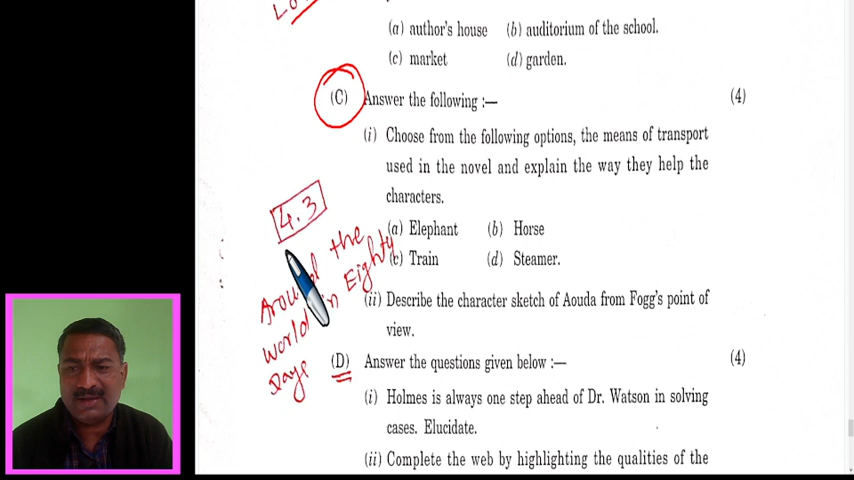 (a) author's house (b) auditorium of the school.
(c) market (d) garden.
(C) Answer the following :— (4)
(i) Choose from the following options, the means of transport
used in the novel and explain the way they help the
characters.
4.3
(a) Elephant (b) Horse
(c) Train (d) Steamer.
Around the
world in Eighty
Days
(ii) Describe the character sketch of Aouda from Fogg's point of
view.
(D) Answer the questions given below :— (4)
(i) Holmes is always one step ahead of Dr. Watson in solving
cases. Elucidate.
(ii) Complete the web by highlighting the qualities of the